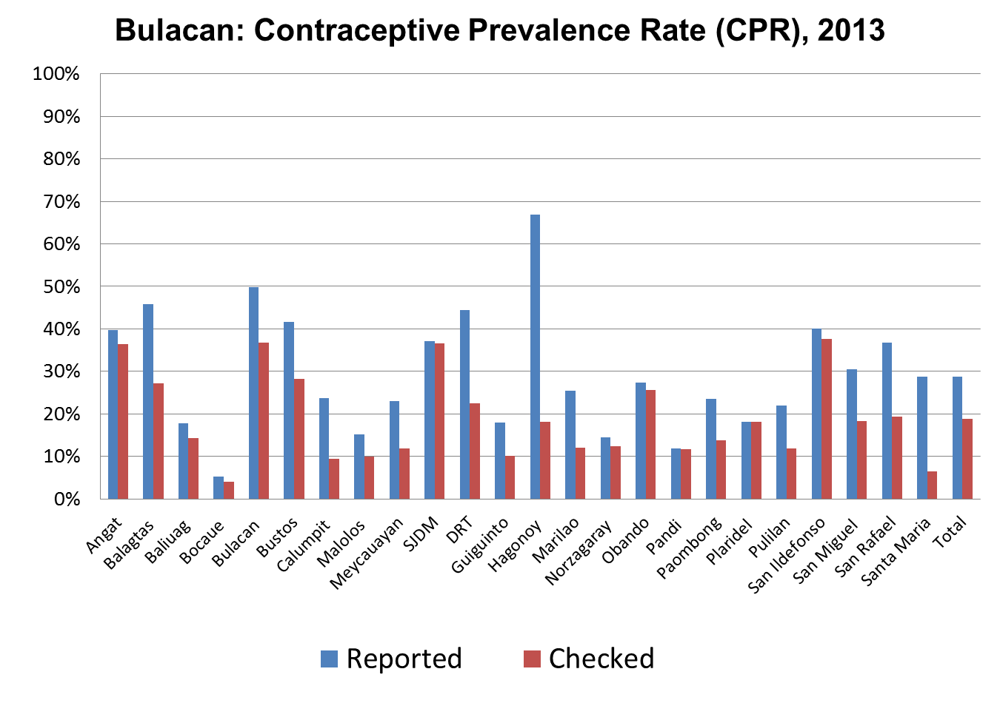 Bulacan: Contraceptive Prevalence Rate (CPR), 2013
100%
90%
80%
70%
60%
50%
40%
30%
20%
10%
0%
Angat
Balagtas
Baliuag
Bocaue
Bulacan
Bustos
Calumpit
Malolos
Meycauayan
SJDM
DRT
Guiguinto
Hagonoy
Marilao
Norzagaray
Obando
Pandi
Paombong
Plaridel
Pulilan
San Ildefonso
San Miguel
San Rafael
Santa Maria
Total
Reported
Checked